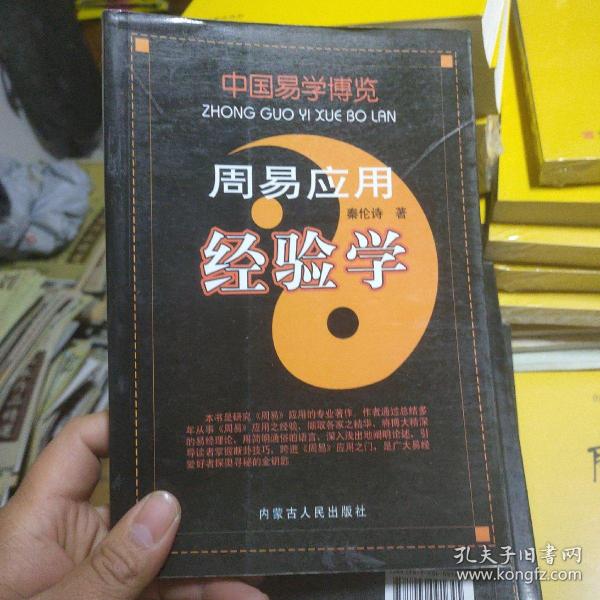 中国易学博览
ZHONG GUO YI XUE BO LAN
周易应用
秦伦诗 著
经验学
本书是研究《周易》应用的专业著作，作者通过总结多
年从事《周易》应用之经验，撷取各家之精华，将博大精深
的易经理论，用简明通俗的语言，深入浅出地阐明论述，引
导读者掌握断卦技巧，跨进《周易》应用之门，是广大易经
爱好者探奥寻秘的金钥匙
内蒙古人民出版社
孔夫子旧书网
www.kongfz.com